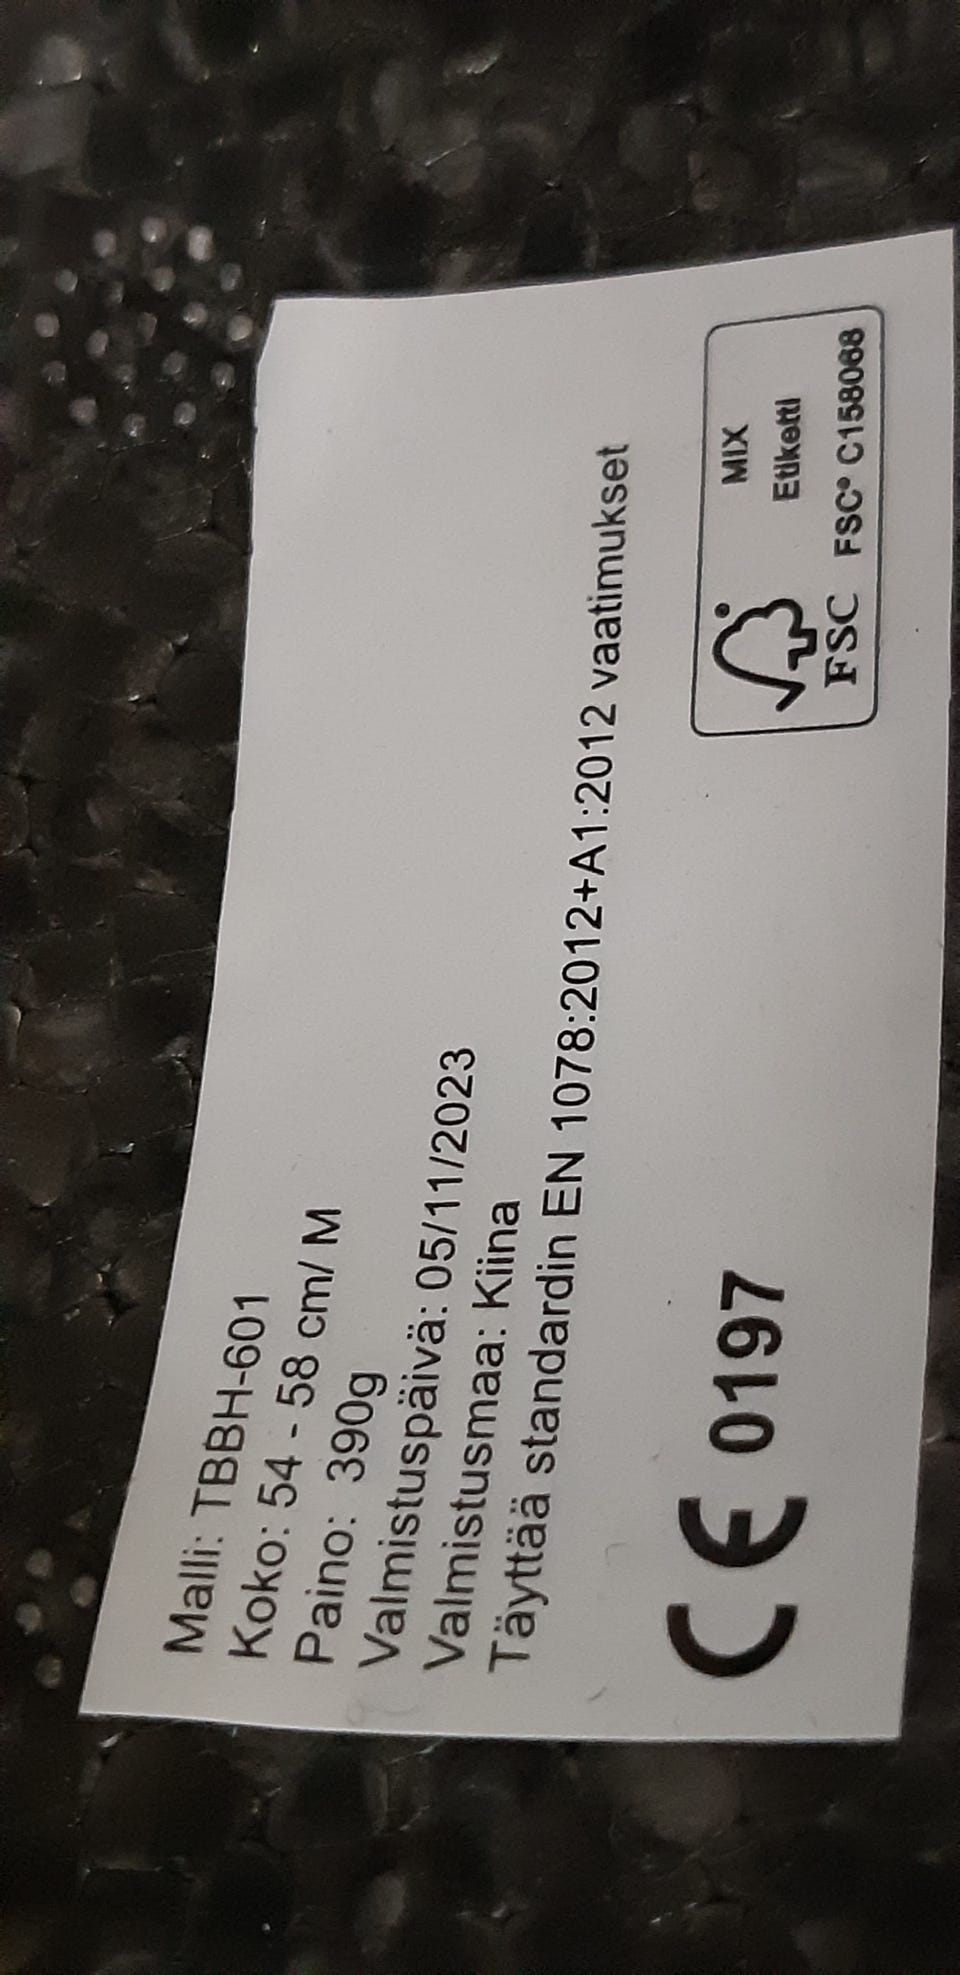 Malli: TBBH-601
Koko: 54 - 58 cm/ M
Paino: 390g
Valmistuspäivä: 05/11/2023
Valmistusmaa: Kiina
Täyttää standardin EN 1078:2012+A1:2012 vaatimukset
CE 0197
FSC
MIX
Etiketti
FSC® C158068